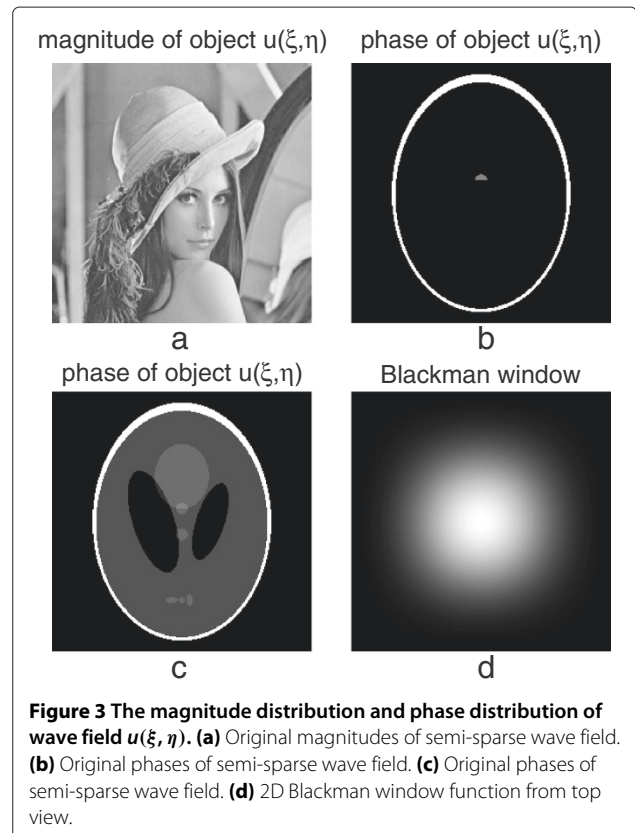 magnitude of object u(ξ,η)
phase of object u(ξ,η)
a
b
phase of object u(ξ,η)
Blackman window
c
d
Figure 3 The magnitude distribution and phase distribution of
wave field u(ξ, η). (a) Original magnitudes of semi-sparse wave field.
(b) Original phases of semi-sparse wave field. (c) Original phases of
semi-sparse wave field. (d) 2D Blackman window function from top
view.